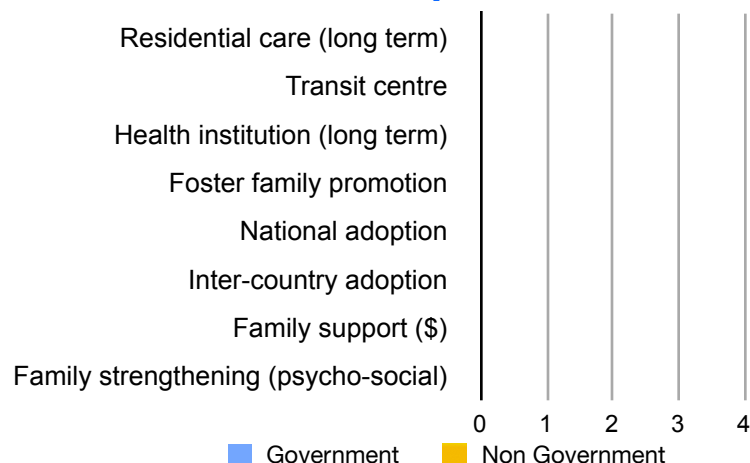 Residential care (long term)
Transit centre
Health institution (long term)
Foster family promotion
National adoption
Inter-country adoption
Family support ($)
Family strengthening (psycho-social)
0 1 2 3 4
Government Non Government